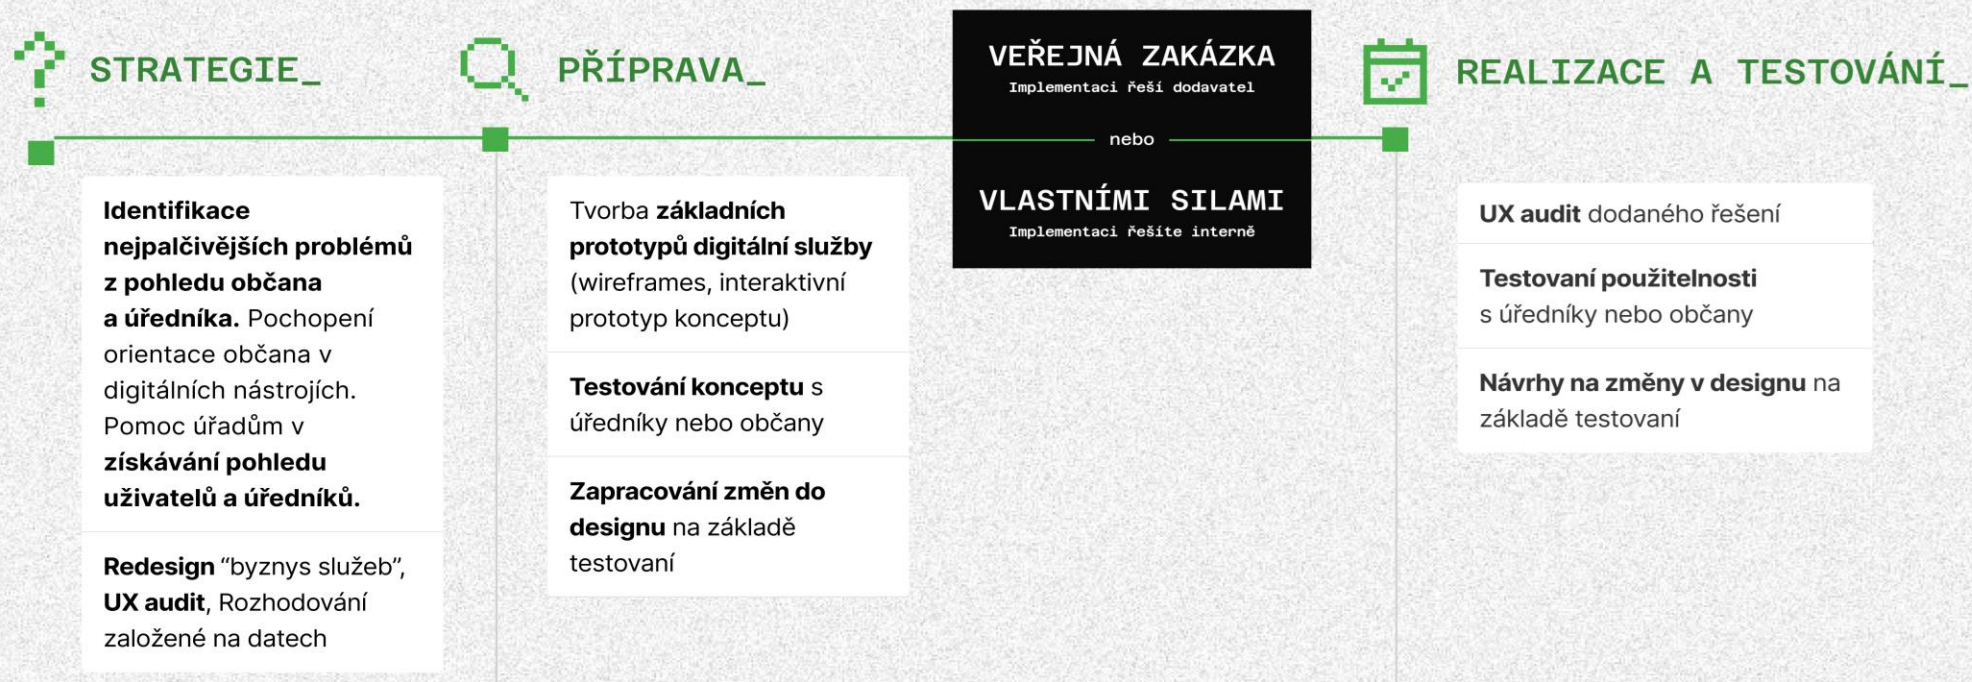 STRATEGIE_
Identifikace
nejpalčivějších problémů
z pohledu občana
a úředníka. Pochopení
orientace občana v
digitálních nástrojích.
Pomoc úřadům v
získávání pohledu
uživatelů a úředníků.
Redesign “byznys služeb”,
UX audit, Rozhodování
založené na datech
PŘÍPRAVA_
Tvorba základních
prototypů digitální služby
(wireframes, interaktivní
prototyp konceptu)
Testování konceptu s
úředníky nebo občany
Zapracování změn do
designu na základě
testovaní
VEŘEJNÁ ZAKÁZKA
Implementaci řeší dodavatel
nebo
VLASTNÍMI SILAMI
Implementaci řešíte interně
REALIZACE A TESTOVÁNÍ_
UX audit dodaného řešení
Testovaní použitelnosti
s úředníky nebo občany
Návrhy na změny v designu na
základě testovaní